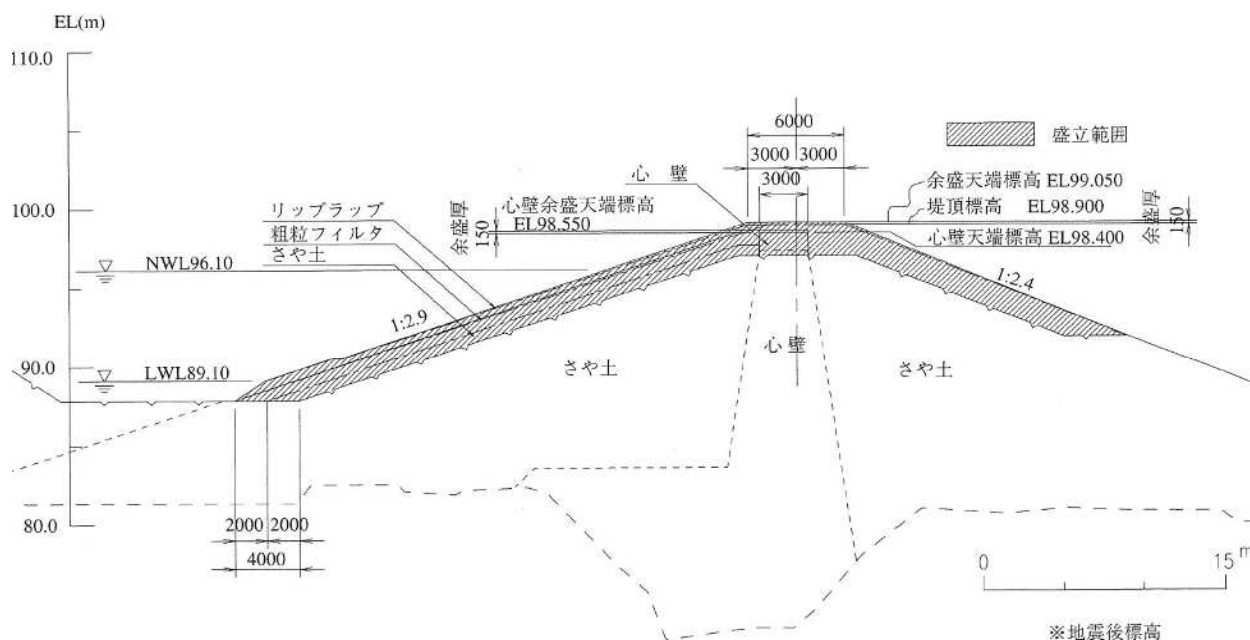 EL(m)
110.0
100.0
90.0
80.0
6000
3000 3000
3000
盛立範囲
心 壁
余盛天端標高 EL99.050
堤頂標高 EL98.900
心壁天端標高 EL98.400
余盛厚
150
リップラップ
粗粒フィルタ
さや土
心壁余盛天端標高
EL98.550
余盛厚
150
NWL96.10
1:2.9
1:2.4
LWL89.10
さや土
心 壁
さや土
2000 2000
4000
0 15 m
※地震後標高